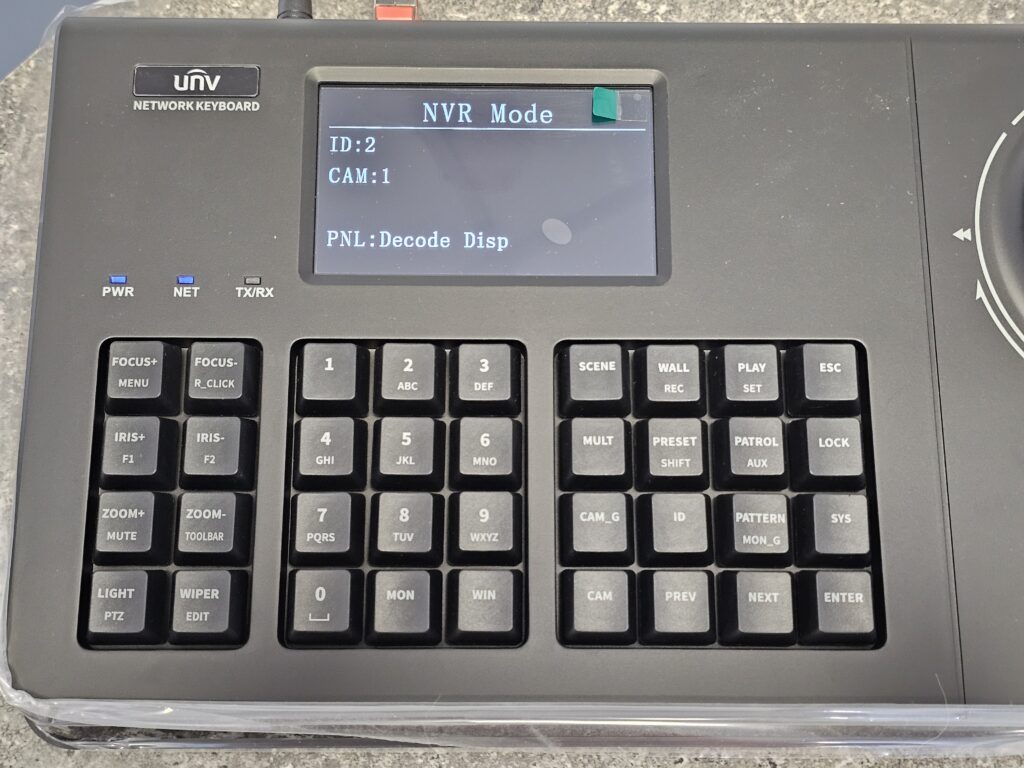 unv
NETWORK KEYBOARD
NVR Mode
ID:2
CAM:1
PNL:Decode Disp
PWR NET TX/RX
FOCUS+ MENU
FOCUS- R_CLICK
IRIS+ F1
IRIS- F2
ZOOM+ MUTE
ZOOM- TOOLBAR
LIGHT PTZ
WIPER EDIT
1
2 ABC
3 DEF
4 GHI
5 JKL
6 MNO
7 PQRS
8 TUV
9 WXYZ
0
MON
WIN
SCENE
WALL REC
PLAY SET
ESC
MULT
PRESET SHIFT
PATROL AUX
LOCK
CAM_G
ID
PATTERN MON_G
SYS
CAM
PREV
NEXT
ENTER